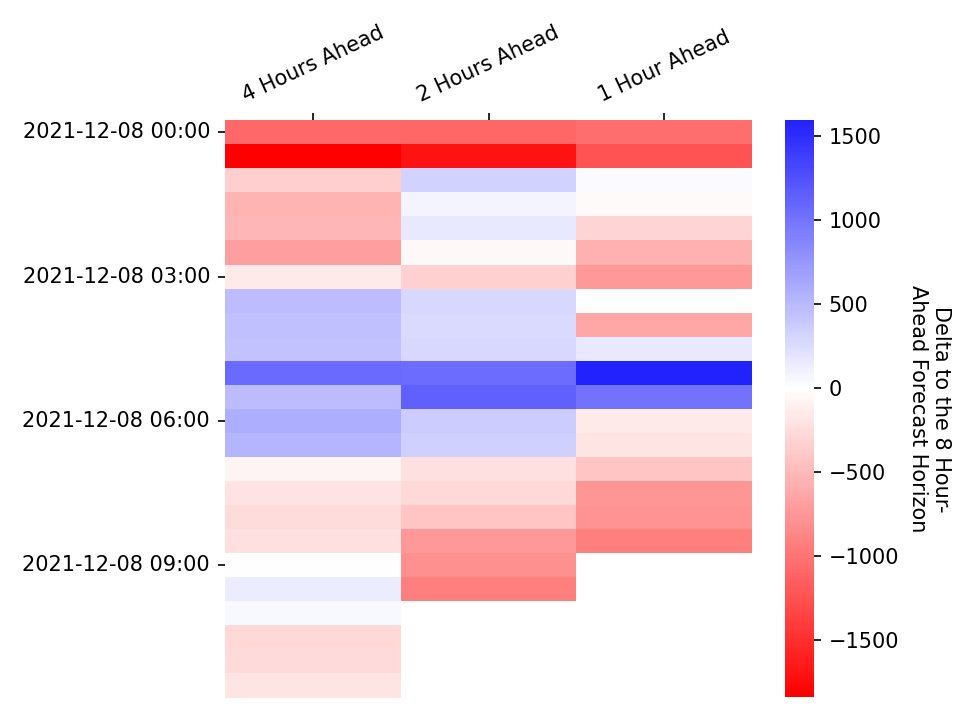 4 Hours Ahead
2 Hours Ahead
1 Hour Ahead
2021-12-08 00:00
2021-12-08 03:00
2021-12-08 06:00
2021-12-08 09:00
1500
1000
500
0
−500
−1000
−1500
Delta to the 8 Hour-
Ahead Forecast Horizon